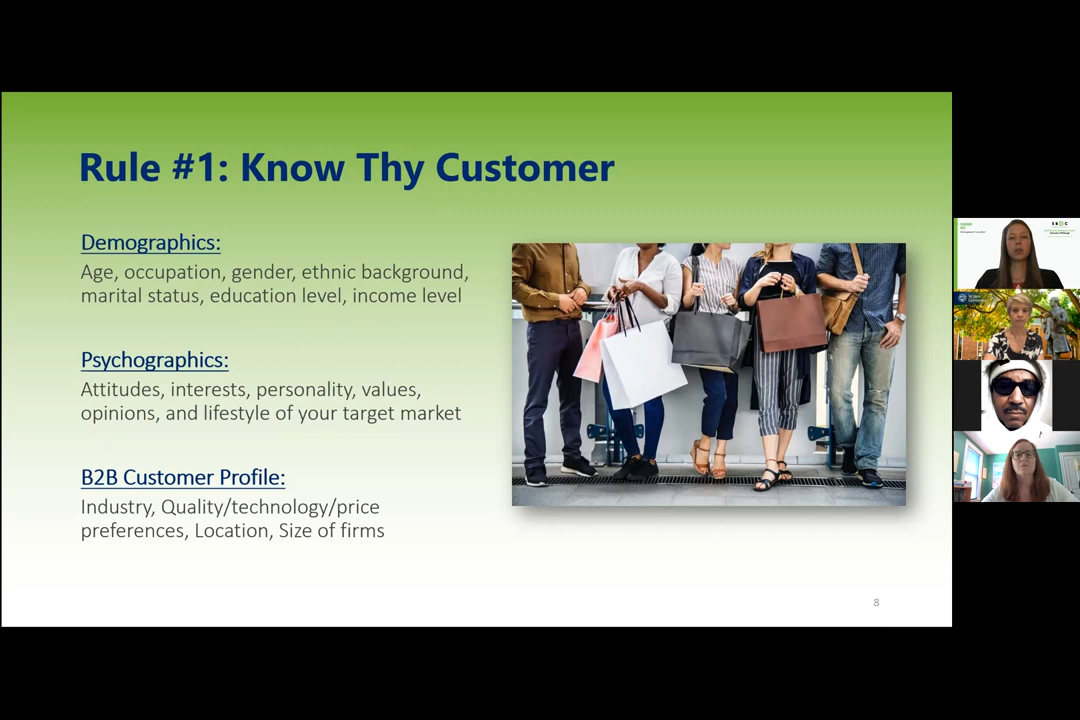 Rule #1: Know Thy Customer
Demographics:
Age, occupation, gender, ethnic background,
marital status, education level, income level
Psychographics:
Attitudes, interests, personality, values,
opinions, and lifestyle of your target market
B2B Customer Profile:
Industry, Quality/technology/price
preferences, Location, Size of firms
8